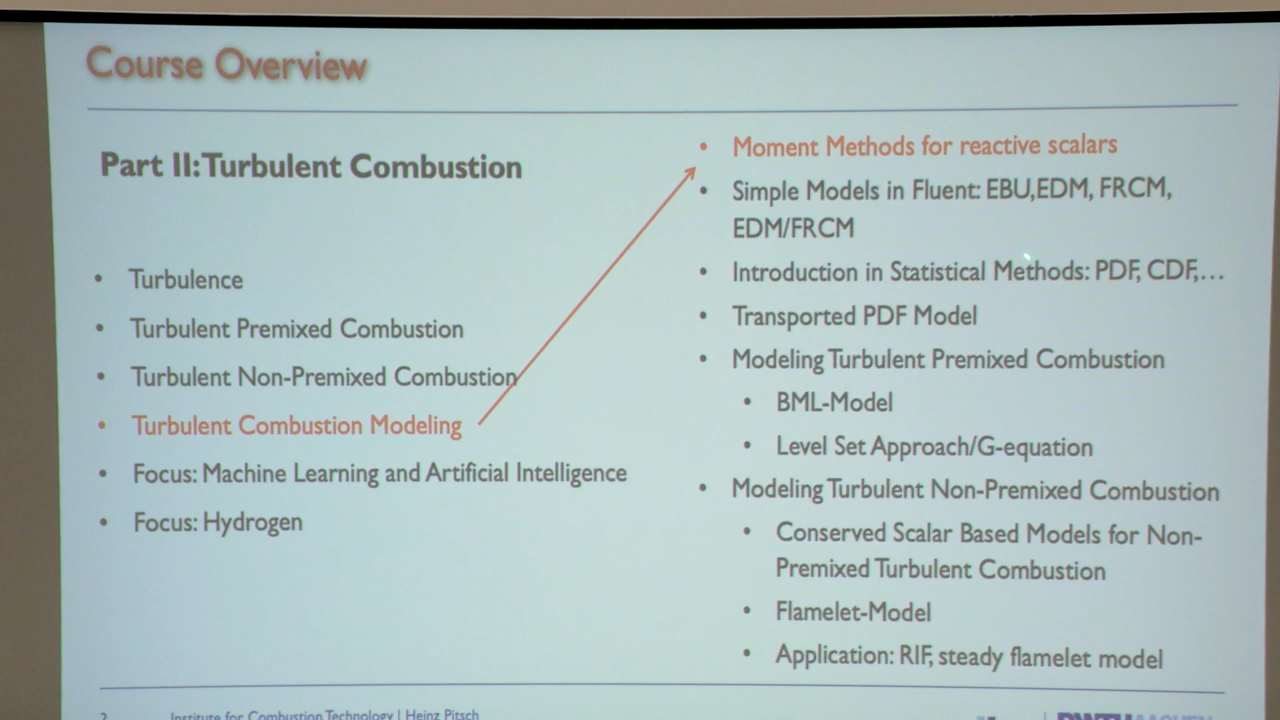 Course Overview
Part II: Turbulent Combustion
• Turbulence
• Turbulent Premixed Combustion
• Turbulent Non-Premixed Combustion
• Turbulent Combustion Modeling
• Focus: Machine Learning and Artificial Intelligence
• Focus: Hydrogen
• Moment Methods for reactive scalars
• Simple Models in Fluent: EBU,EDM, FRCM,
EDM/FRCM
• Introduction in Statistical Methods: PDF, CDF,…
• Transported PDF Model
• Modeling Turbulent Premixed Combustion
• BML-Model
• Level Set Approach/G-equation
• Modeling Turbulent Non-Premixed Combustion
• Conserved Scalar Based Models for Non-
Premixed Turbulent Combustion
• Flamelet-Model
• Application: RIF, steady flamelet model
2 Institute for Combustion Technology | Heinz Pitsch